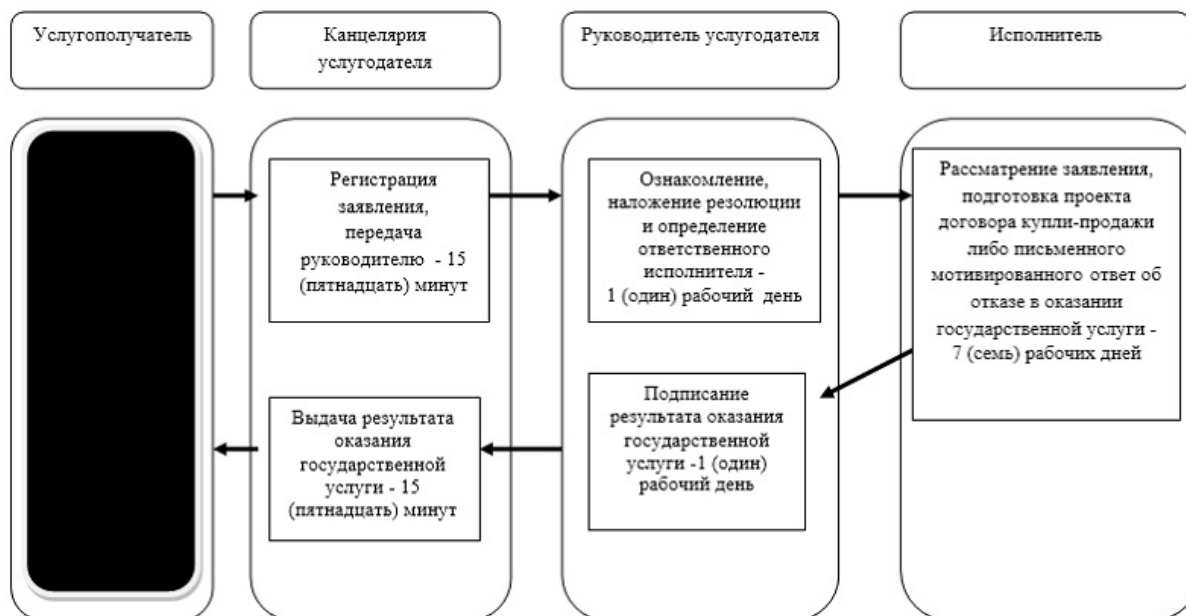 Услугополучатель
Канцелярия
услугодателя
Руководитель услугодателя
Исполнитель
Регистрация
заявления,
передача
руководителю - 15
(пятнадцать) минут
Ознакомление,
наложение резолюции
и определение
ответственного
исполнителя -
1 (один) рабочий день
Рассматрение заявления,
подготовка проекта
договора купли-продажи
либо письменного
мотивированного ответ об
отказе в оказании
государственной услуги -
7 (семь) рабочих дней
Подписание
результата оказания
государственной
услуги -1 (один)
рабочий день
Выдача результата
оказания
государственной
услуги - 15
(пятнадцать) минут